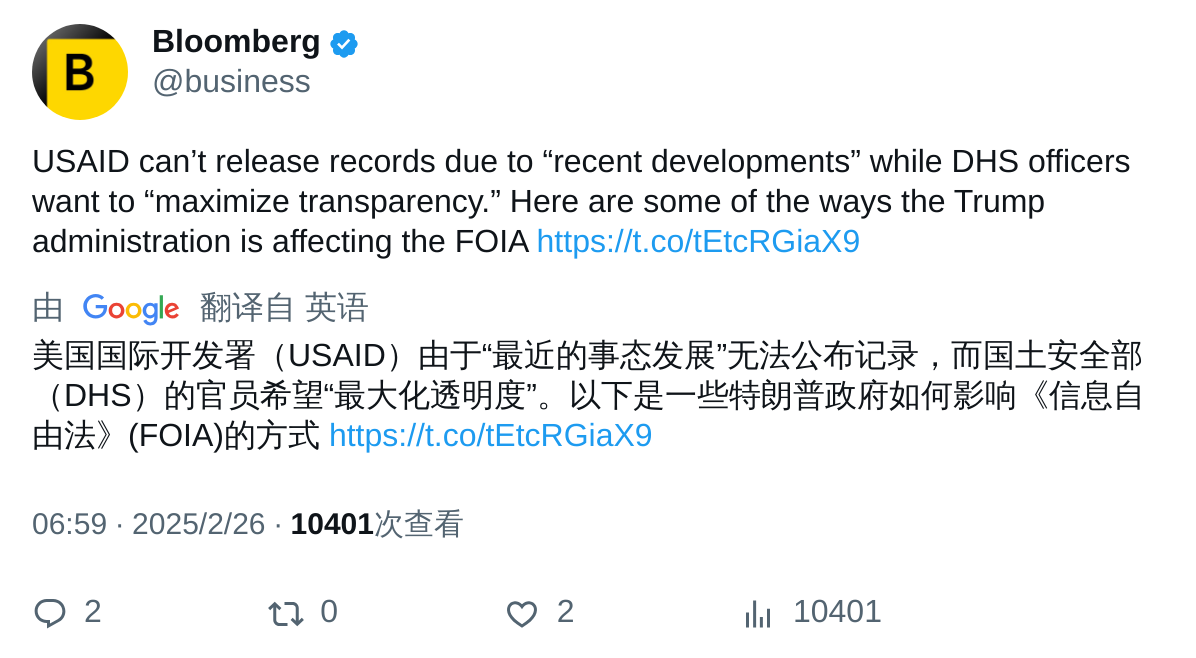 B
Bloomberg
@business
USAID can’t release records due to “recent developments” while DHS officers
want to “maximize transparency.” Here are some of the ways the Trump
administration is affecting the FOIA https://t.co/tEtcRGiaX9
由 Google 翻译自 英语
美国国际开发署（USAID）由于“最近的事态发展”无法公布记录，而国土安全部
（DHS）的官员希望“最大化透明度”。以下是一些特朗普政府如何影响《信息自
由法》(FOIA)的方式 https://t.co/tEtcRGiaX9
06:59 · 2025/2/26 · 10401次查看
2 0 2 10401